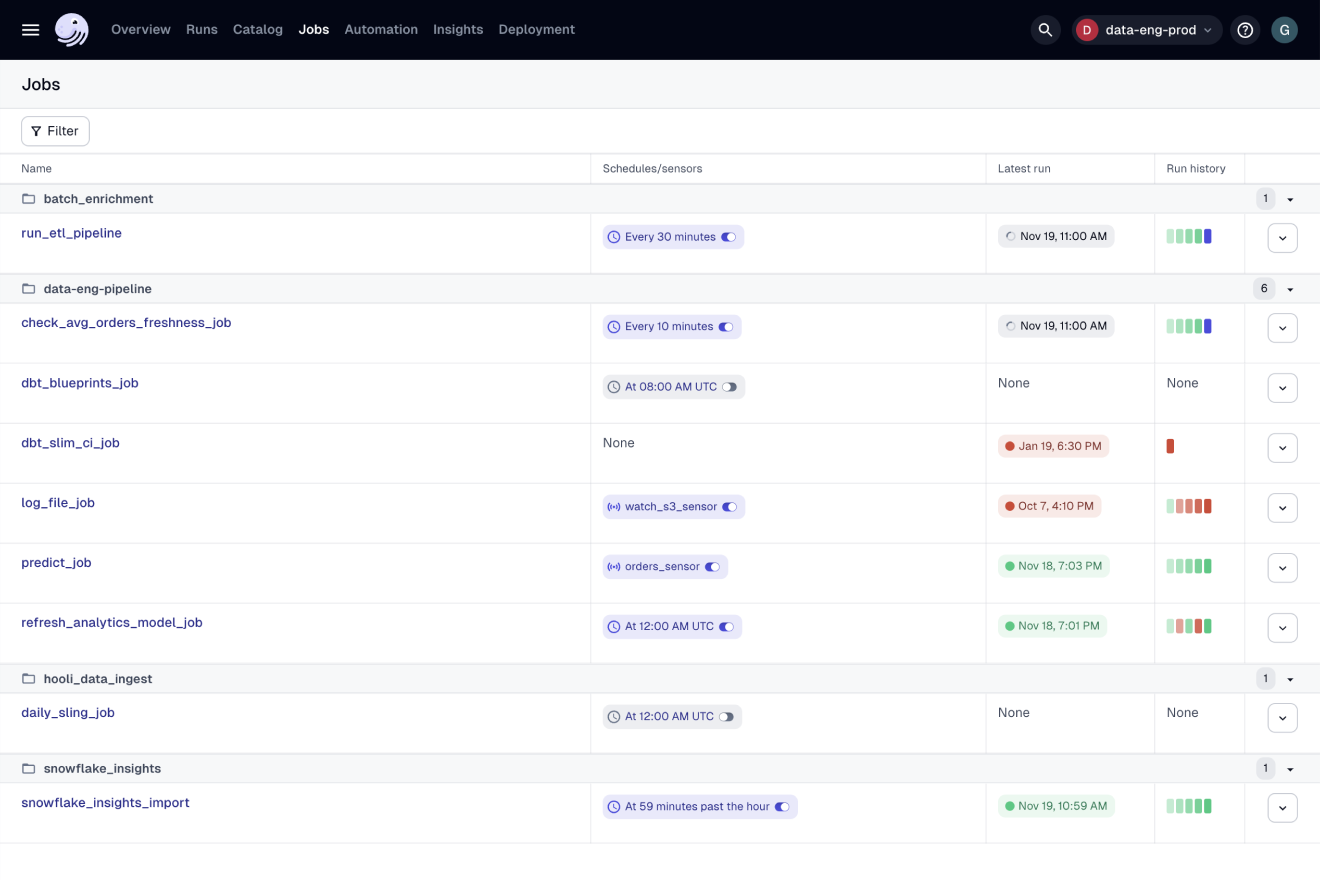 Overview Runs Catalog Jobs Automation Insights Deployment D data-eng-prod G
Jobs
Filter
Name Schedules/sensors Latest run Run history
batch_enrichment 1
run_etl_pipeline Every 30 minutes Nov 19, 11:00 AM
data-eng-pipeline 6
check_avg_orders_freshness_job Every 10 minutes Nov 19, 11:00 AM
dbt_blueprints_job At 08:00 AM UTC None None
dbt_slim_ci_job None Jan 19, 6:30 PM
log_file_job watch_s3_sensor Oct 7, 4:10 PM
predict_job orders_sensor Nov 18, 7:03 PM
refresh_analytics_model_job At 12:00 AM UTC Nov 18, 7:01 PM
hooli_data_ingest 1
daily_sling_job At 12:00 AM UTC None None
snowflake_insights 1
snowflake_insights_import At 59 minutes past the hour Nov 19, 10:59 AM